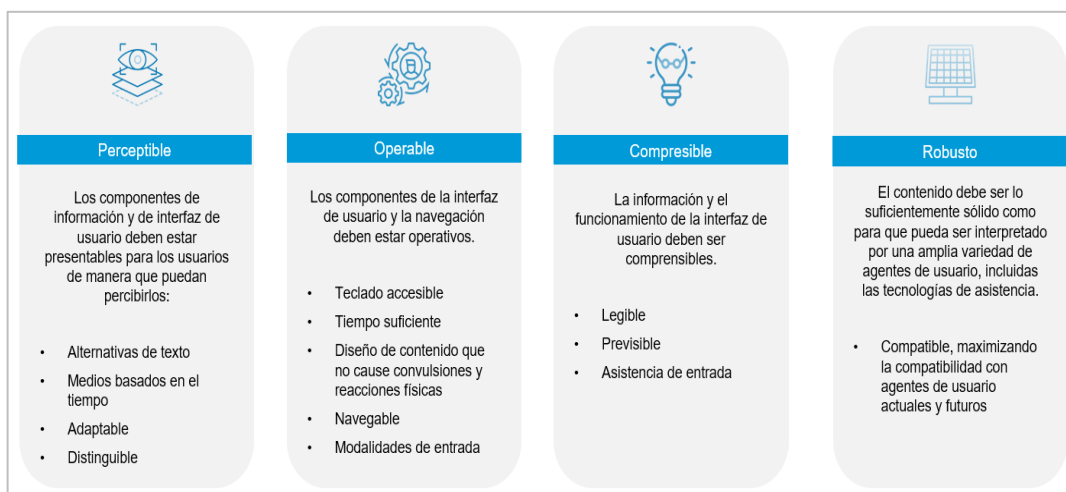 Perceptible
Los componentes de
información y de interfaz de
usuario deben estar
presentables para los usuarios
de manera que puedan
percibirlos:
• Alternativas de texto
• Medios basados en el
tiempo
• Adaptable
• Distinguible
Operable
Los componentes de la interfaz
de usuario y la navegación
deben estar operativos.
• Teclado accesible
• Tiempo suficiente
• Diseño de contenido que
no cause convulsiones y
reacciones físicas
• Navegable
• Modalidades de entrada
Compresible
La información y el
funcionamiento de la interfaz de
usuario deben ser
comprensibles.
• Legible
• Previsible
• Asistencia de entrada
Robusto
El contenido debe ser lo
suficientemente sólido como
para que pueda ser interpretado
por una amplia variedad de
agentes de usuario, incluidas
las tecnologías de asistencia.
• Compatible, maximizando
la compatibilidad con
agentes de usuario
actuales y futuros